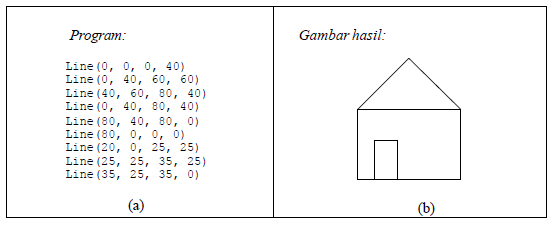 Program:
Line(0, 0, 0, 40)
Line(0, 40, 60, 60)
Line(40, 60, 80, 40)
Line(0, 40, 80, 40)
Line(80, 40, 80, 0)
Line(80, 0, 0, 0)
Line(20, 0, 25, 25)
Line(25, 25, 35, 25)
Line(35, 25, 35, 0)
(a)
Gambar hasil:
(b)